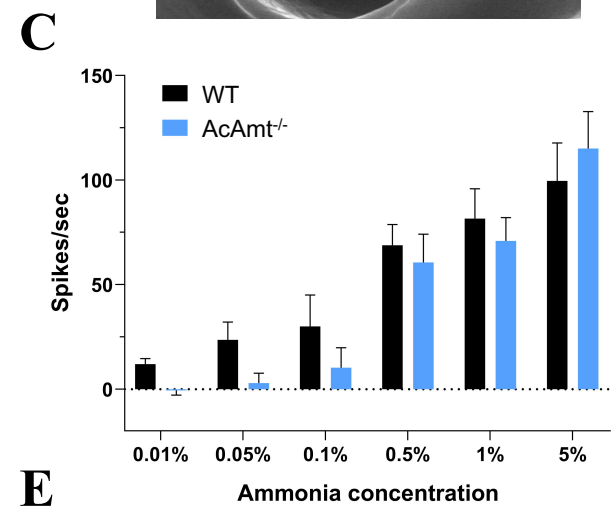 C
150
WT
AcAmt-/-
100
Spikes/sec
50
0
0.01% 0.05% 0.1% 0.5% 1% 5%
Ammonia concentration
E